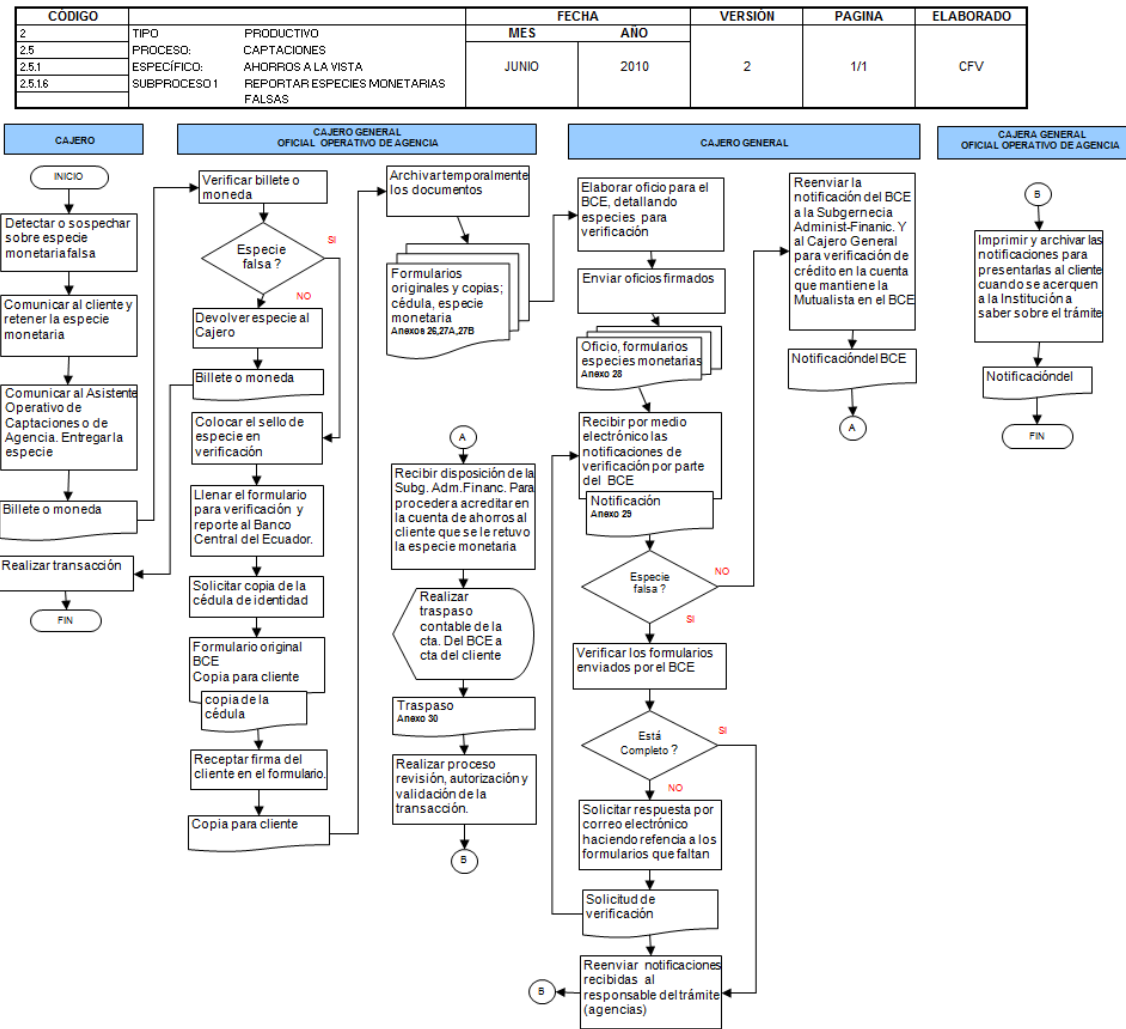 CÓDIGO
FECHA
VERSIÓN
PAGINA
ELABORADO
2
TIPO
PRODUCTIVO
MES
AÑO
2.5
PROCESO:
CAPTACIONES
2.5.1
ESPECÍFICO:
AHORROS A LA VISTA
JUNIO
2010
2
1/1
CFV
2.5.1.6
SUBPROCESO 1
REPORTAR ESPECIES MONETARIAS
FALSAS
CAJERO
INICIO
Detectar o sospechar
sobre especie
monetaria falsa
Comunicar al cliente y
retener la especie
monetaria
Comunicar al Asistente
Operativo de
Captaciones o de
Agencia. Entregar la
especie
Billete o moneda
Realizar transacción
FIN
CAJERO GENERAL
OFICIAL OPERATIVO DE AGENCIA
Verificar billete o
moneda
Especie
falsa ?
SI
NO
Devolver especie al
Cajero
Billete o moneda
Colocar el sello de
especie en
verificación
Llenar el formulario
para verificación y
reporte al Banco
Central del Ecuador.
Solicitar copia de la
cédula de identidad
Formulario original
BCE
Copia para cliente
copia de la
cédula
Receptar firma del
cliente en el formulario.
Copia para cliente
Archivar temporalmente
los documentos
Formularios
originales y copias;
cédula, especie
monetaria
Anexos 26,27A,27B
A
Recibir disposición de la
Subg. Adm.Financ. Para
proceder a acreditar en
la cuenta de ahorros al
cliente que se le retuvo
la especie monetaria
Realizar
traspaso
contable de la
cta. Del BCE a
cta del cliente
Traspaso
Anexo 30
Realizar proceso
revisión, autorización y
validación de la
transacción.
B
CAJERO GENERAL
Elaborar oficio para el
BCE, detallando
especies para
verificación
Enviar oficios firmados
Oficio, formularios
especies monetarias
Anexo 28
Recibir por medio
electrónico las
notificaciones de
verificación por parte
del BCE
Notificación
Anexo 29
Especie
falsa ?
NO
SI
Verificar los formularios
enviados por el BCE
Está
Completo ?
SI
NO
Solicitar respuesta por
correo electrónico
haciendo refencia a los
formularios que faltan
Solicitud de
verificación
Reenviar notificaciones
recibidas al
responsable del trámite
(agencias)
B
Reenviar la
notificación del BCE
a la Subgernecia
Administ-Financ. Y
al Cajero General
para verificación de
crédito en la cuenta
que mantiene la
Mutualista en el BCE
Notificacióndel BCE
A
CAJERA GENERAL
OFICIAL OPERATIVO DE AGENCIA
B
Imprimir y archivar las
notificaciones para
presentarlas al cliente
cuando se acerquen
a la Institución a
saber sobre el trámite
Notificacióndel
FIN